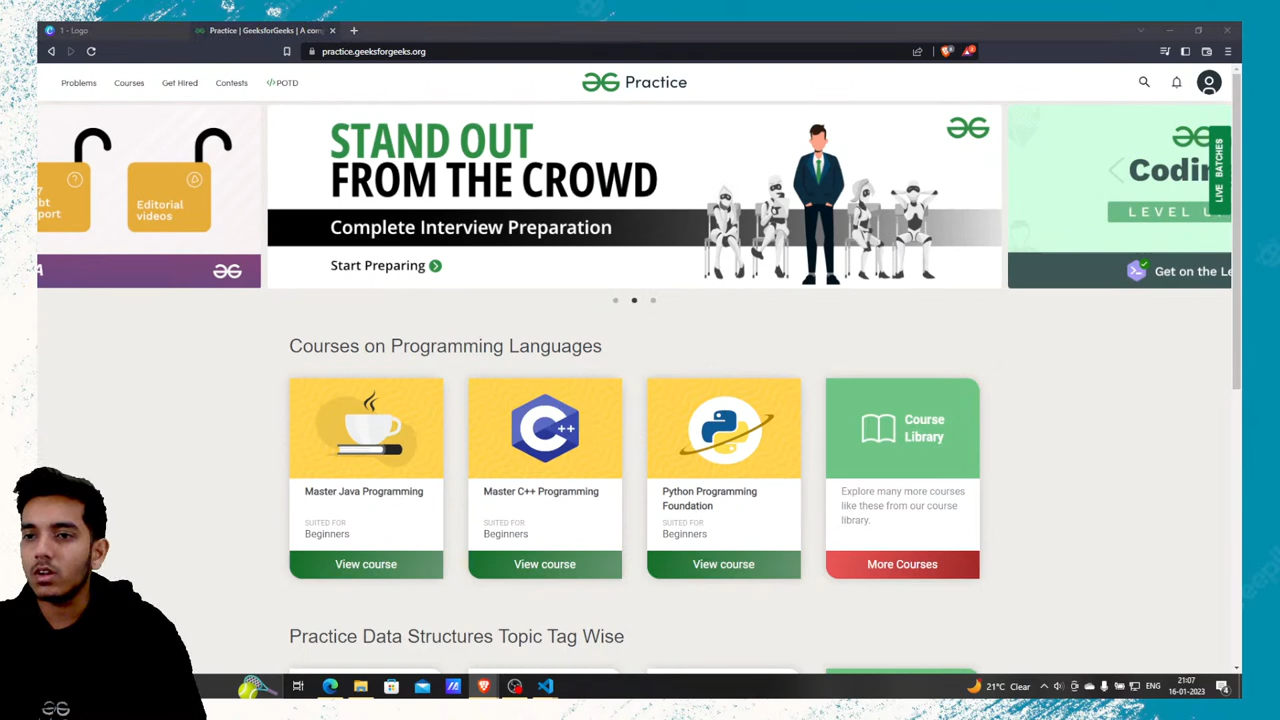 1 - Logo
Practice | GeeksforGeeks | A com
practice.geeksforgeeks.org
Problems
Courses
Get Hired
Contests
POTD
Practice
Editorial
videos
STAND OUT
FROM THE CROWD
Complete Interview Preparation
Start Preparing
LIVE BATCHES
Get on the Le
Courses on Programming Languages
Master Java Programming
SUITED FOR
Beginners
View course
Master C++ Programming
SUITED FOR
Beginners
View course
Python Programming
Foundation
SUITED FOR
Beginners
View course
Course
Library
Explore many more courses
like these from our course
library.
More Courses
Practice Data Structures Topic Tag Wise
21°C Clear
ENG
21:07
16-01-2023